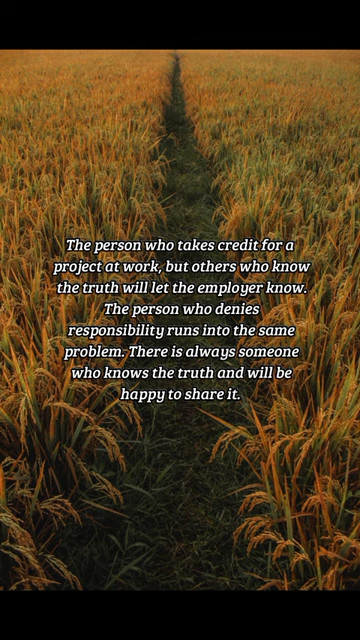 The person who takes credit for a
project at work, but others who know
the truth will let the employer know.
The person who denies
responsibility runs into the same
problem. There is always someone
who knows the truth and will be
happy to share it.